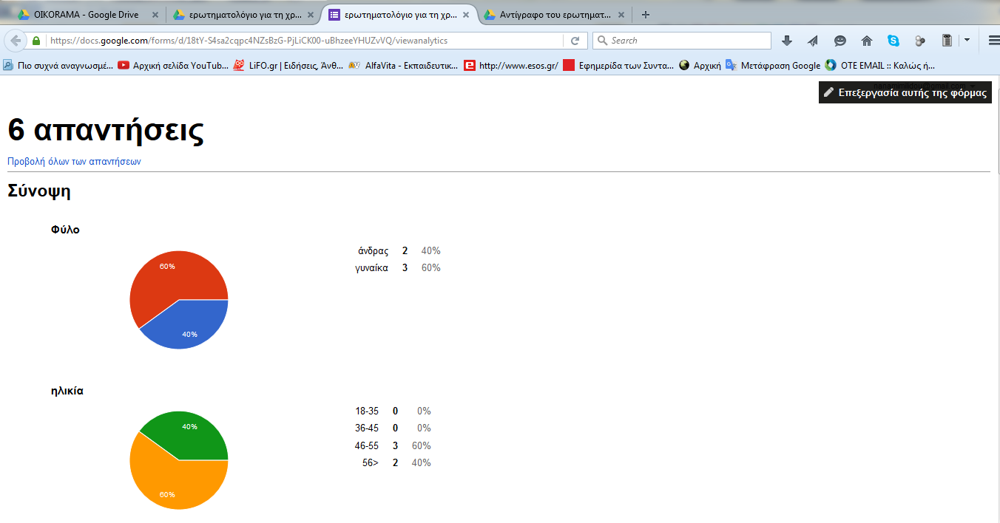 OIKORAMA - Google Drive
ερωτηματολόγιο για τη χρ...
ερωτηματολόγιο για τη χρ...
Αντίγραφο του ερωτηματ...
https://docs.google.com/forms/d/18tY-S4sa2cqpc4NZsBzG-PjLiCK00-uBhzeeYHUZvVQ/viewanalytics
Search
Πιο συχνά αναγνωσμέ...
Αρχική σελίδα YouTub...
LiFO.gr | Ειδήσεις, Άνθ...
AlfaVita - Εκπαιδευτικ...
http://www.esos.gr/
Εφημερίδα των Συντα...
Αρχική
Μετάφραση Google
OTE EMAIL :: Καλώς ή...
Επεξεργασία αυτής της φόρμας
6 απαντήσεις
Προβολή όλων των απαντήσεων
Σύνοψη
Φύλο
60%
40%
άνδρας 2 40%
γυναίκα 3 60%
ηλικία
40%
60%
18-35 0 0%
36-45 0 0%
46-55 3 60%
56> 2 40%